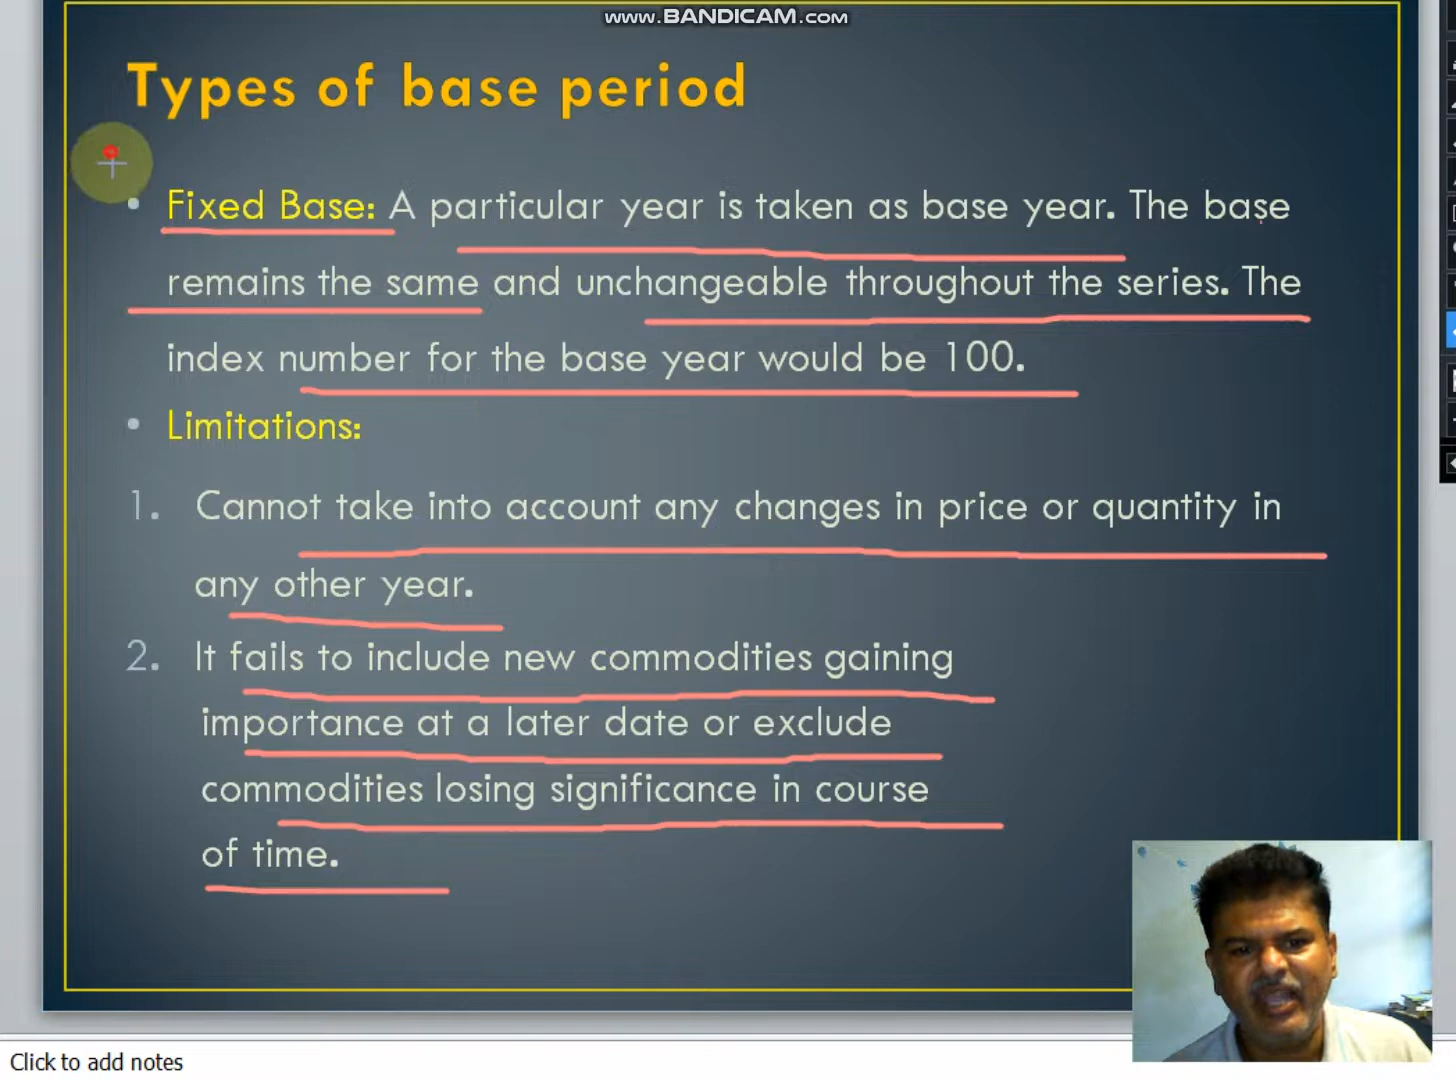 www.BANDICAM.com
Types of base period
• Fixed Base: A particular year is taken as base year. The base
remains the same and unchangeable throughout the series. The
index number for the base year would be 100.
• Limitations:
1. Cannot take into account any changes in price or quantity in
any other year.
2. It fails to include new commodities gaining
importance at a later date or exclude
commodities losing significance in course
of time.
Click to add notes